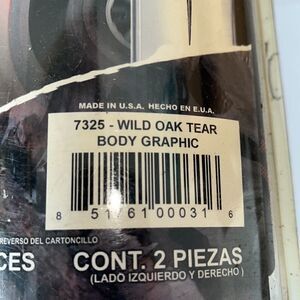 MADE IN U.S.A. HECHO EN E.U.A.
7325 - WILD OAK TEAR
BODY GRAPHIC
8 51761 00031 6
REVERSO DEL CARTONCILLO
CES
CONT. 2 PIEZAS
(LADO IZQUIERDO Y DERECHO)